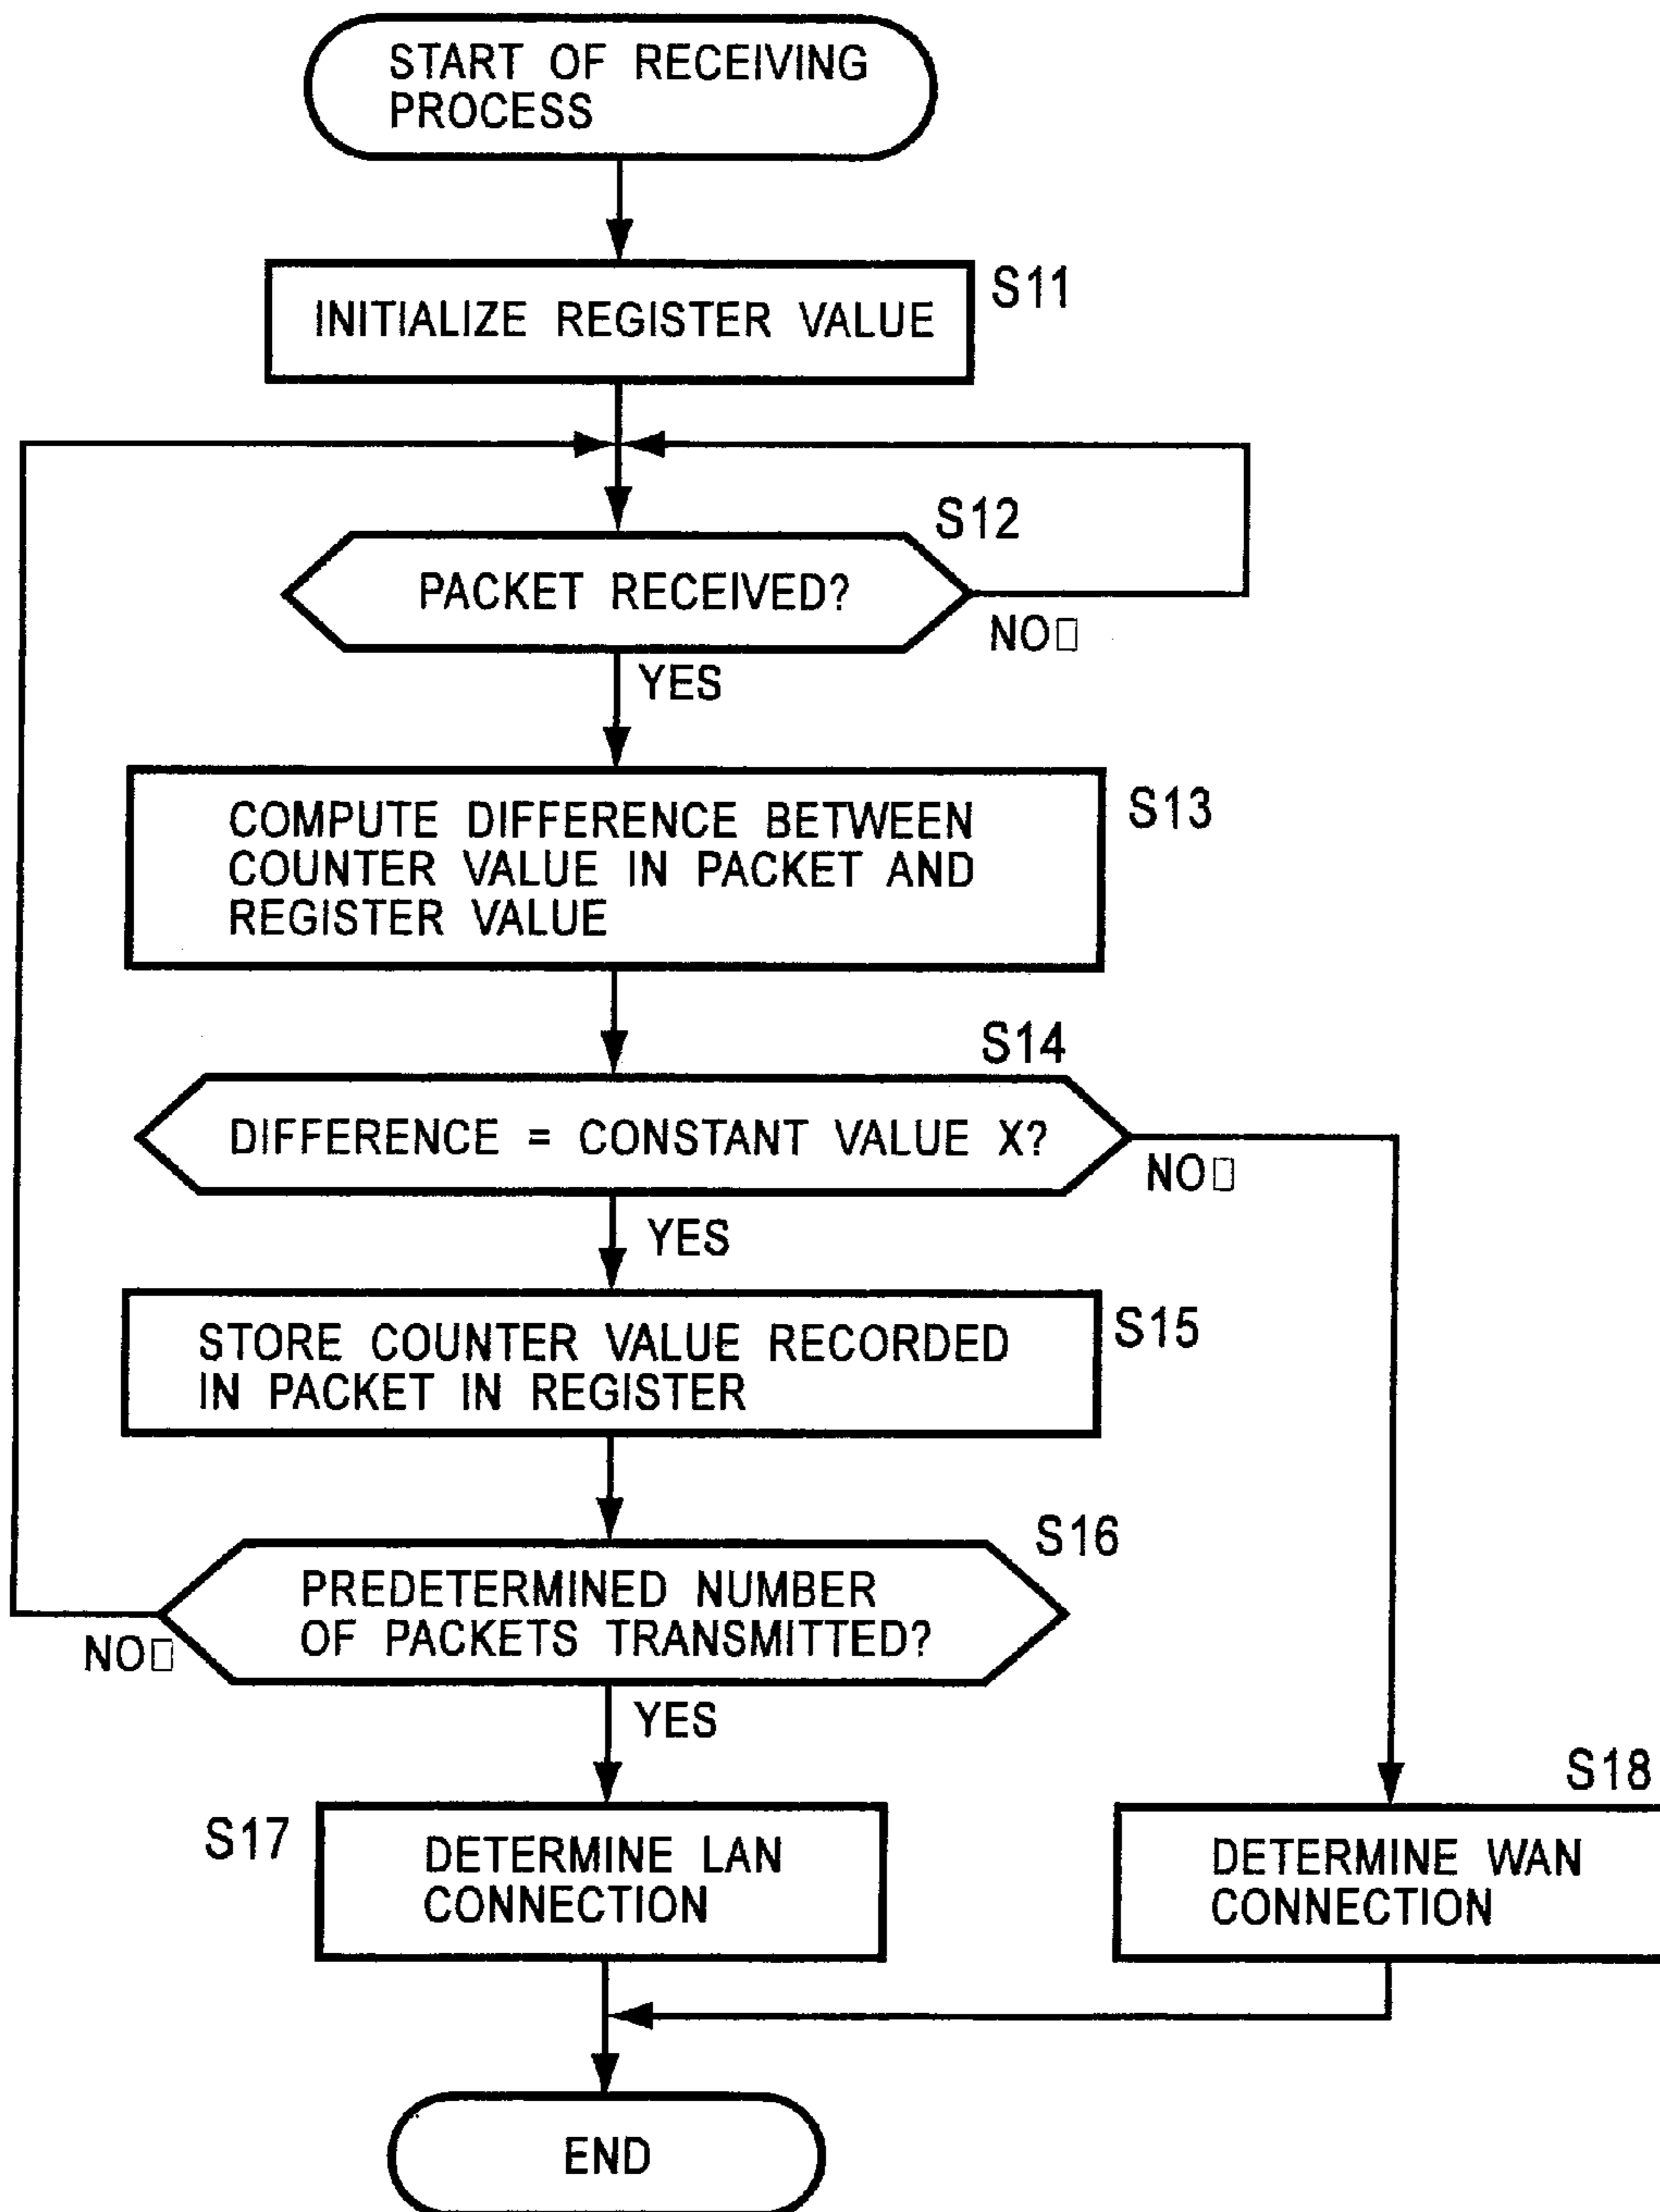 START OF RECEIVING
PROCESS
S11
INITIALIZE REGISTER VALUE
S12
PACKET RECEIVED?
NO
YES
S13
COMPUTE DIFFERENCE BETWEEN
COUNTER VALUE IN PACKET AND
REGISTER VALUE
S14
DIFFERENCE = CONSTANT VALUE X?
NO
YES
S15
STORE COUNTER VALUE RECORDED
IN PACKET IN REGISTER
S16
PREDETERMINED NUMBER
OF PACKETS TRANSMITTED?
NO
YES
S17
DETERMINE LAN
CONNECTION
S18
DETERMINE WAN
CONNECTION
END